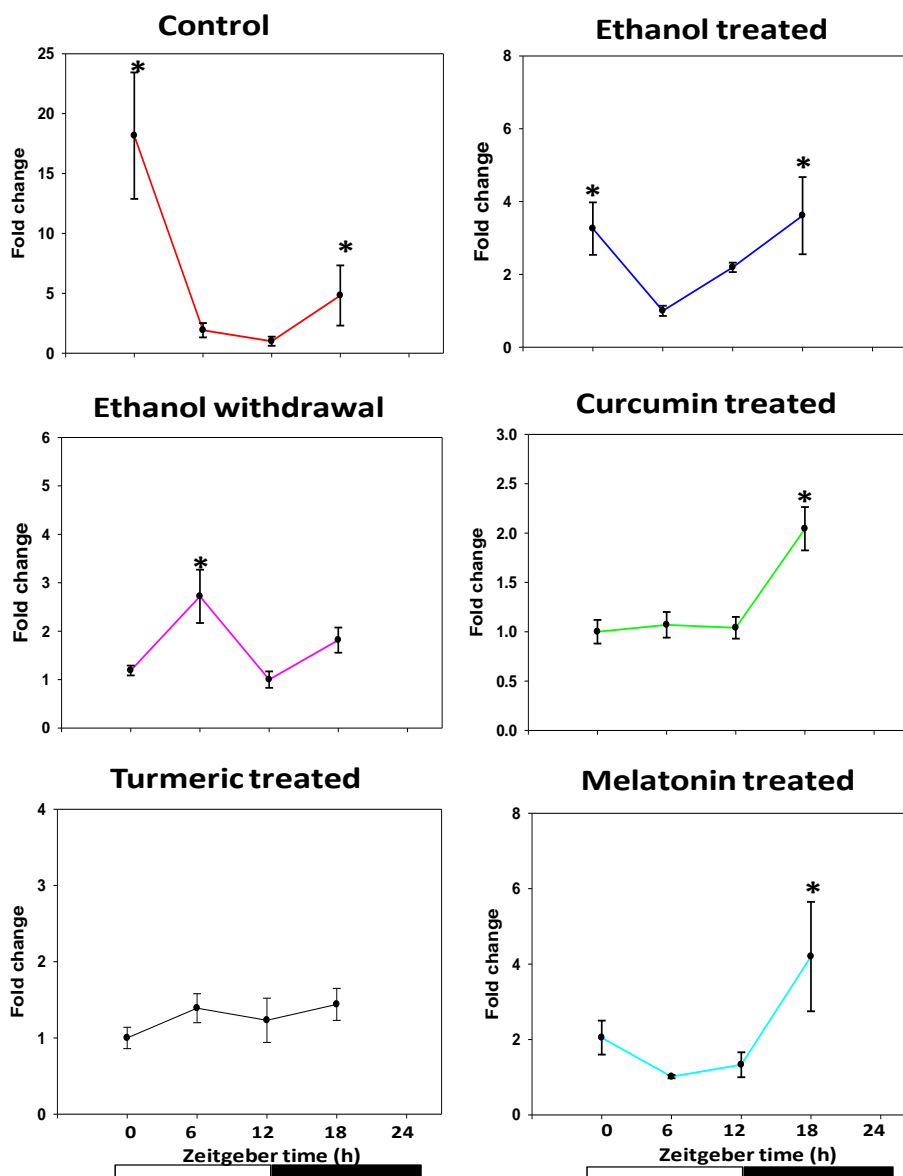 Control
25
20
15
10
5
0
Fold change
*
*
Ethanol treated
8
6
4
2
0
Fold change
*
*
Ethanol withdrawal
6
5
4
3
2
1
0
Fold change
*
Curcumin treated
3.0
2.5
2.0
1.5
1.0
0.5
0.0
Fold change
*
Turmeric treated
4
3
2
1
0
Fold change
0 6 12 18 24
Zeitgeber time (h)
Melatonin treated
8
6
4
2
0
Fold change
*
0 6 12 18 24
Zeitgeber time (h)